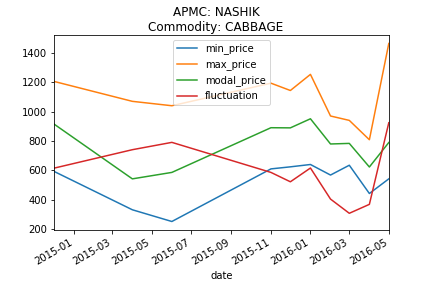 APMC: NASHIK
Commodity: CABBAGE
min_price
max_price
modal_price
fluctuation
1400
1200
1000
800
600
400
200
2015-01
2015-03
2015-05
2015-07
2015-09
2015-11
2016-01
2016-03
2016-05
date